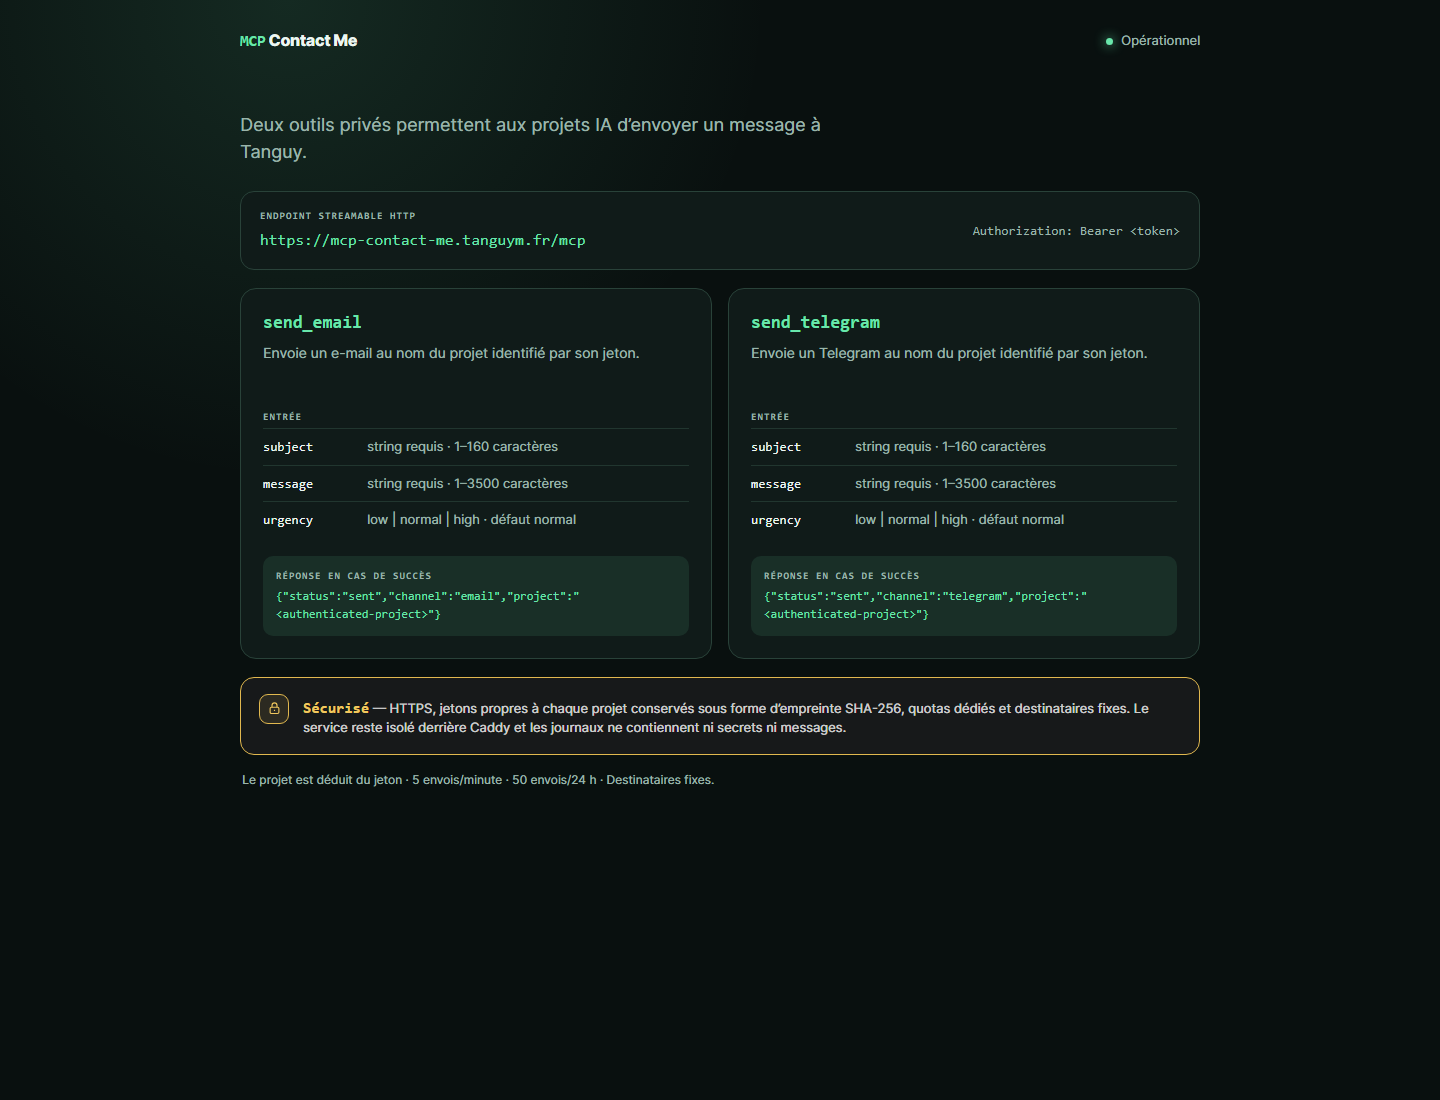 MCP Contact Me
Opérationnel
Deux outils privés permettent aux projets IA d’envoyer un message à
Tanguy.
ENDPOINT STREAMABLE HTTP
https://mcp-contact-me.tanguym.fr/mcp
Authorization: Bearer <token>
send_email
Envoie un e-mail au nom du projet identifié par son jeton.
ENTRÉE
subject string requis · 1–160 caractères
message string requis · 1–3500 caractères
urgency low | normal | high · défaut normal
RÉPONSE EN CAS DE SUCCÈS
{"status":"sent","channel":"email","project":"
<authenticated-project>"}
send_telegram
Envoie un Telegram au nom du projet identifié par son jeton.
ENTRÉE
subject string requis · 1–160 caractères
message string requis · 1–3500 caractères
urgency low | normal | high · défaut normal
RÉPONSE EN CAS DE SUCCÈS
{"status":"sent","channel":"telegram","project":"
<authenticated-project>"}
Sécurisé — HTTPS, jetons propres à chaque projet conservés sous forme d’empreinte SHA-256, quotas dédiés et destinataires fixes. Le
service reste isolé derrière Caddy et les journaux ne contiennent ni secrets ni messages.
Le projet est déduit du jeton · 5 envois/minute · 50 envois/24 h · Destinataires fixes.